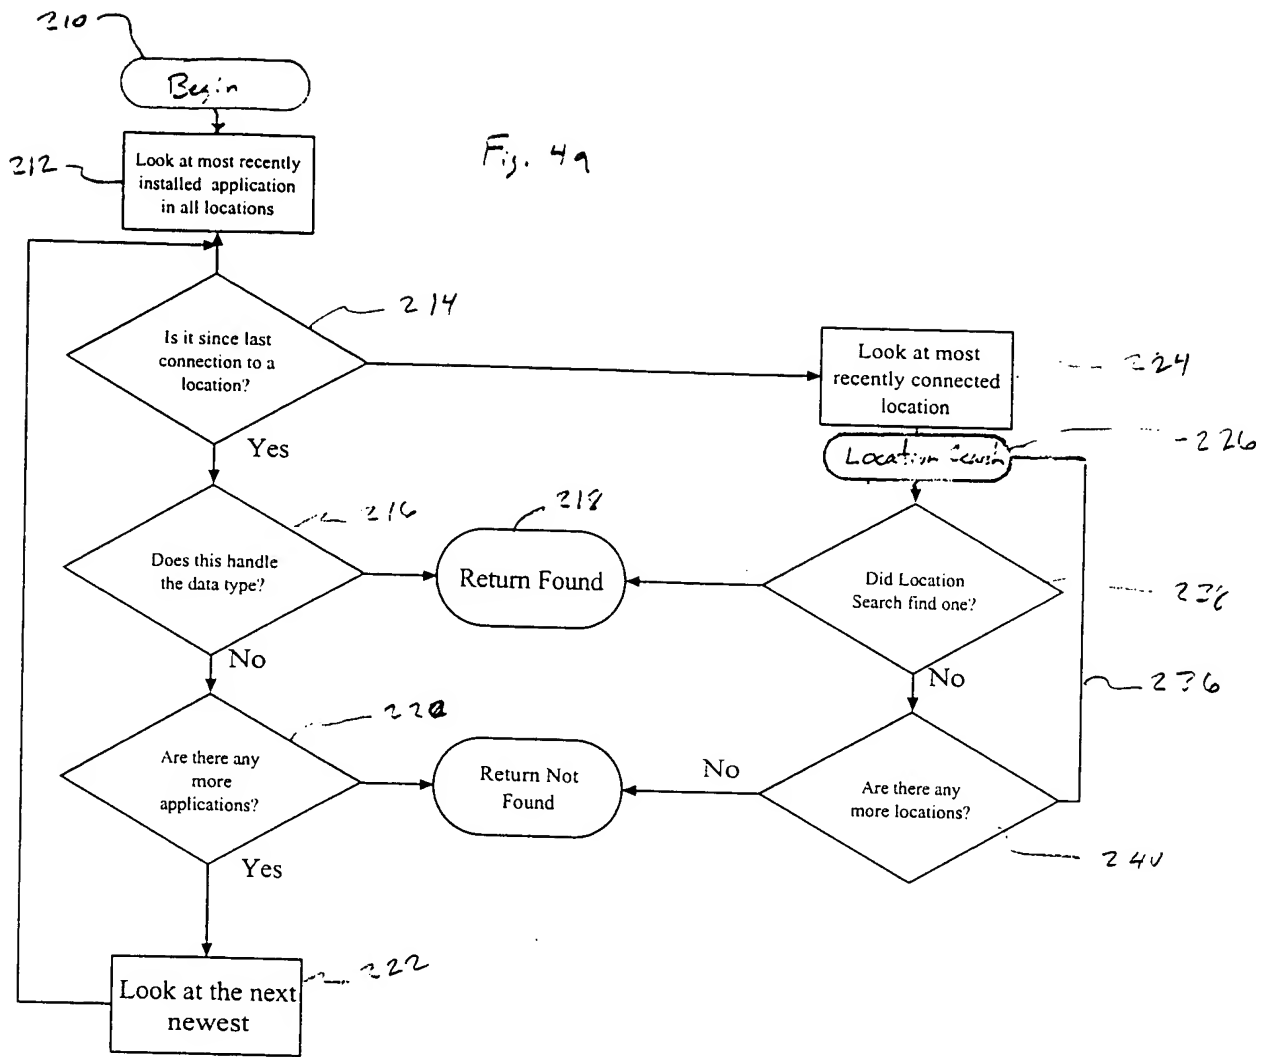 210
Begin
Fig. 4a
212
Look at most recently
installed application
in all locations
214
Is it since last
connection to a
location?
Look at most
recently connected
location
224
Yes
Location Search
226
216
218
Does this handle
the data type?
Return Found
Did Location
Search find one?
238
No
No
236
220
Are there any
more
applications?
Return Not
Found
No
Are there any
more locations?
240
Yes
222
Look at the next
newest